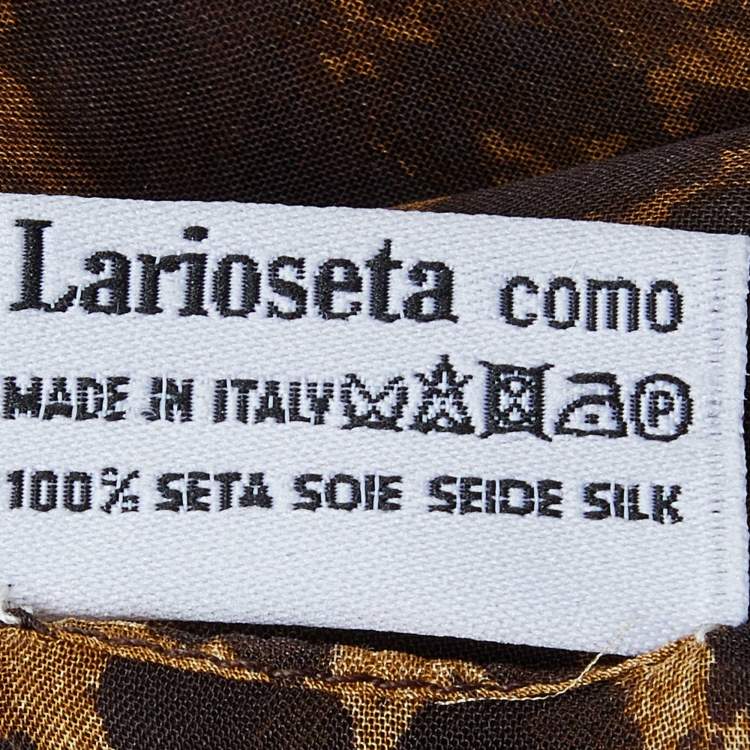 Larioseta como
MADE IN ITALY P
100% SETA SOIE SEIDE SILK